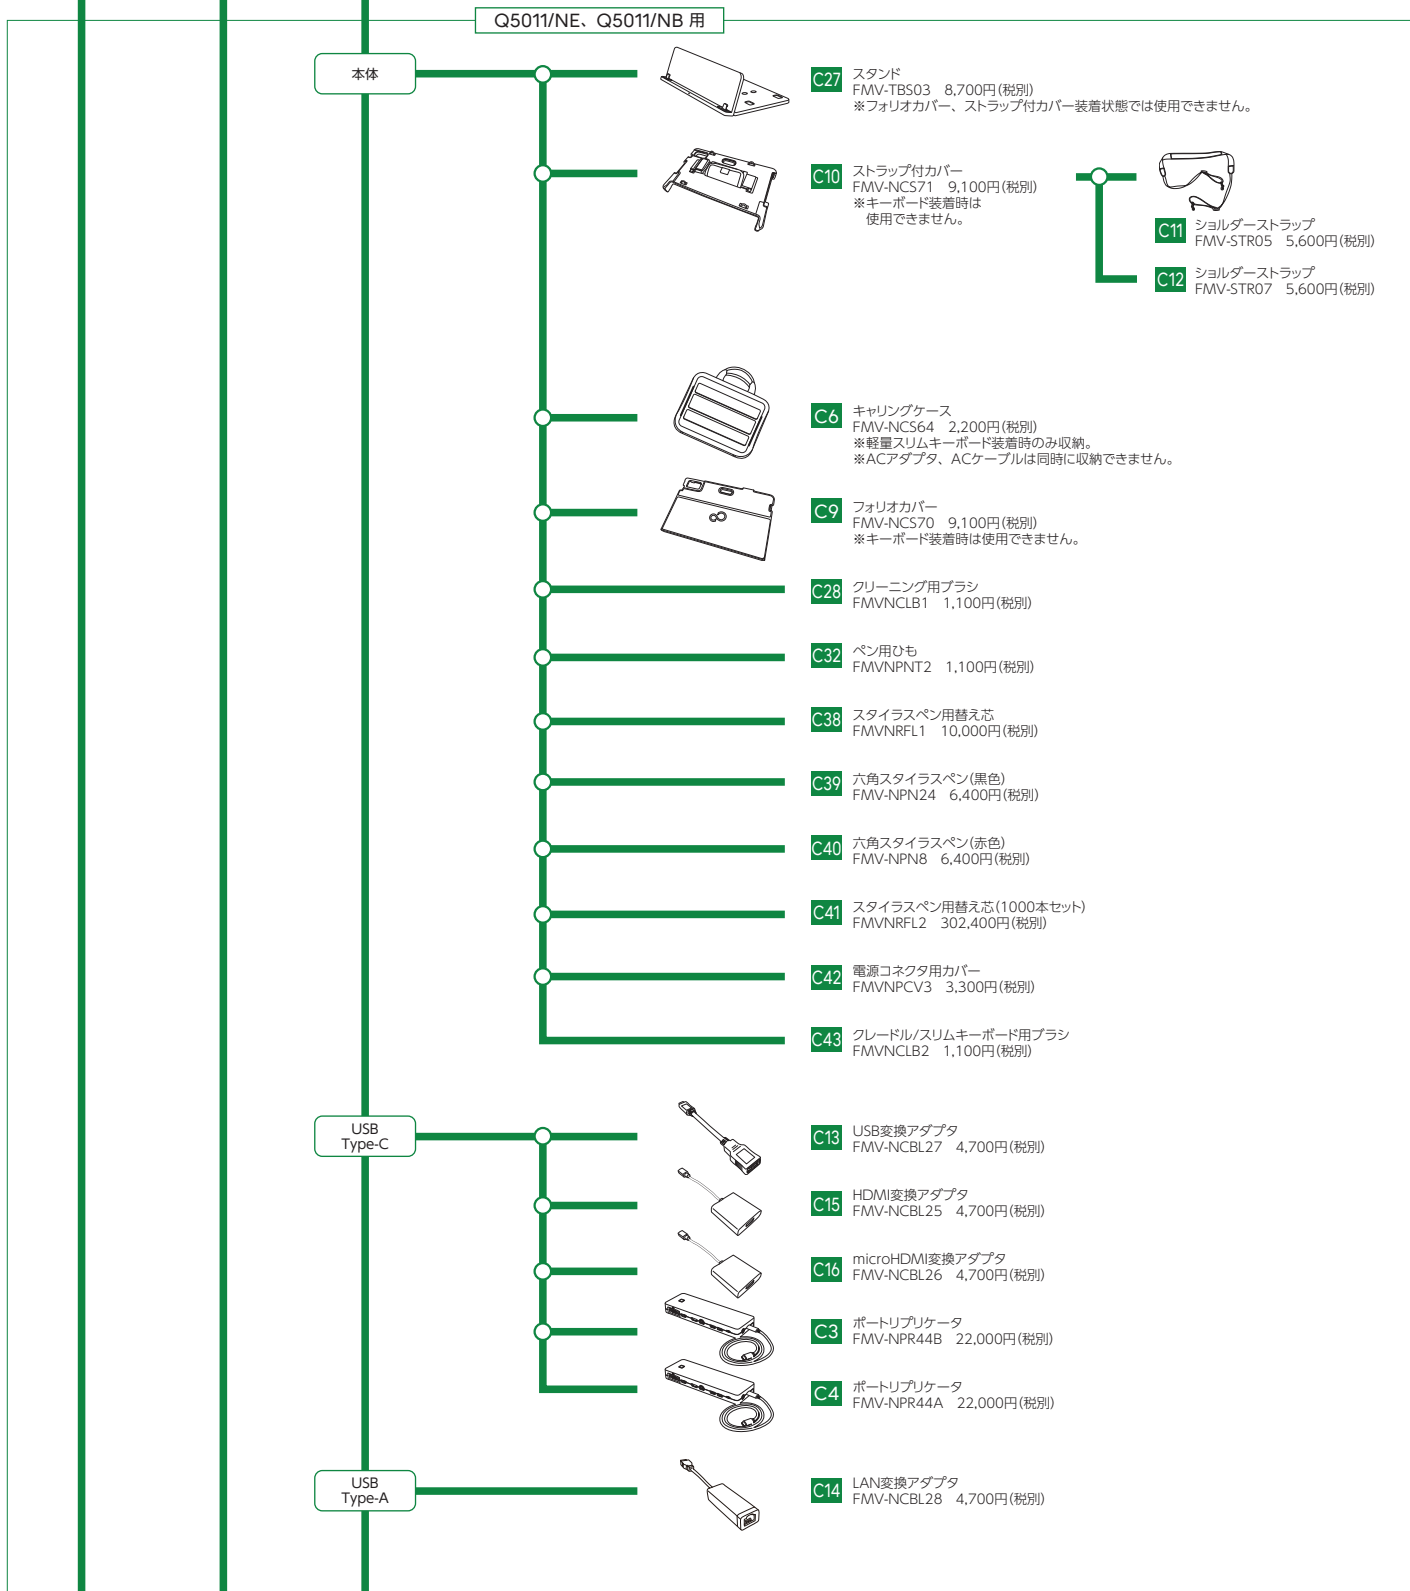 Q5011/NE、Q5011/NB 用
本体
C27
スタンド
FMV-TBS03 8,700円(税別)
※フォリオカバー、ストラップ付カバー装着状態では使用できません。
C10
ストラップ付カバー
FMV-NCS71 9,100円(税別)
※キーボード装着時は
使用できません。
C11
ショルダーストラップ
FMV-STR05 5,600円(税別)
C12
ショルダーストラップ
FMV-STR07 5,600円(税別)
C6
キャリングケース
FMV-NCS64 2,200円(税別)
※軽量スリムキーボード装着時のみ収納。
※ACアダプタ、ACケーブルは同時に収納できません。
C9
フォリオカバー
FMV-NCS70 9,100円(税別)
※キーボード装着時は使用できません。
C28
クリーニング用ブラシ
FMVNCLB1 1,100円(税別)
C32
ペン用ひも
FMVNPNT2 1,100円(税別)
C38
スタイラスペン用替え芯
FMVNRFL1 10,000円(税別)
C39
六角スタイラスペン(黒色)
FMV-NPN24 6,400円(税別)
C40
六角スタイラスペン(赤色)
FMV-NPN8 6,400円(税別)
C41
スタイラスペン用替え芯(1000本セット)
FMVNRFL2 302,400円(税別)
C42
電源コネクタ用カバー
FMVNPCV3 3,300円(税別)
C43
クレードル/スリムキーボード用ブラシ
FMVNCLB2 1,100円(税別)
USB
Type-C
C13
USB変換アダプタ
FMV-NCBL27 4,700円(税別)
C15
HDMI変換アダプタ
FMV-NCBL25 4,700円(税別)
C16
microHDMI変換アダプタ
FMV-NCBL26 4,700円(税別)
C3
ポートリプリケータ
FMV-NPR44B 22,000円(税別)
C4
ポートリプリケータ
FMV-NPR44A 22,000円(税別)
USB
Type-A
C14
LAN変換アダプタ
FMV-NCBL28 4,700円(税別)